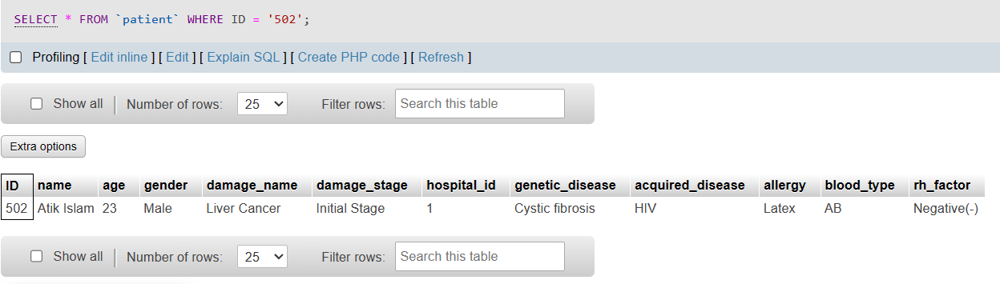 SELECT * FROM `patient` WHERE ID = '502';
Profiling [ Edit inline ] [ Edit ] [ Explain SQL ] [ Create PHP code ] [ Refresh ]
Show all Number of rows: 25 Filter rows: Search this table
Extra options
ID name age gender damage_name damage_stage hospital_id genetic_disease acquired_disease allergy blood_type rh_factor
502 Atik Islam 23 Male Liver Cancer Initial Stage 1 Cystic fibrosis HIV Latex AB Negative(-)
Show all Number of rows: 25 Filter rows: Search this table